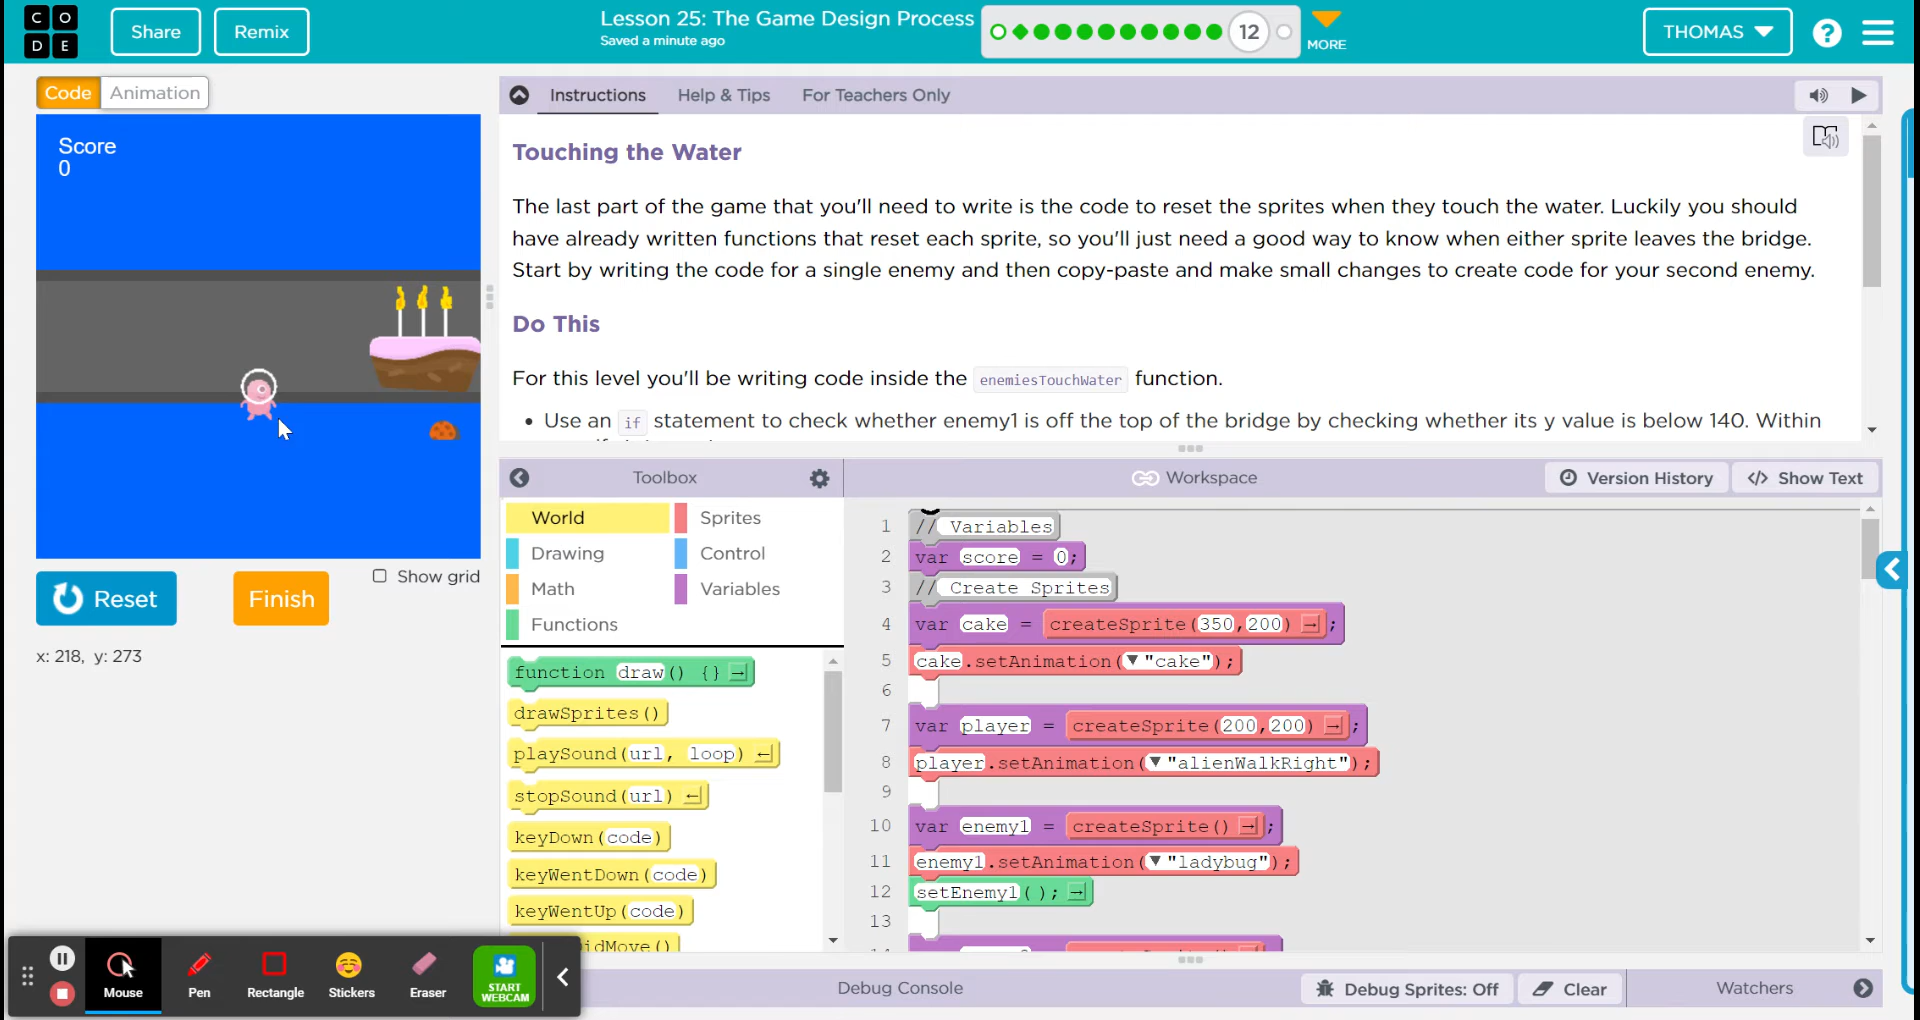 C O
D E
Share
Remix
Lesson 25: The Game Design Process
Saved a minute ago
12
MORE
THOMAS
?
Code
Animation
Score
0
Reset
Finish
Show grid
x: 218, y: 273
Instructions
Help & Tips
For Teachers Only
Touching the Water
The last part of the game that you'll need to write is the code to reset the sprites when they touch the water. Luckily you should
have already written functions that reset each sprite, so you'll just need a good way to know when either sprite leaves the bridge.
Start by writing the code for a single enemy and then copy-paste and make small changes to create code for your second enemy.
Do This
For this level you'll be writing code inside the enemiesTouchWater function.
• Use an if statement to check whether enemy1 is off the top of the bridge by checking whether its y value is below 140. Within
Toolbox
World
Sprites
Drawing
Control
Math
Variables
Functions
function draw() {}
drawSprites()
playSound(url, loop)
stopSound(url)
keyDown(code)
keyWentDown(code)
keyWentUp(code)
idMove()
Workspace
Version History
</> Show Text
1 // Variables
2 var score = 0;
3 // Create Sprites
4 var cake = createSprite(350,200);
5 cake.setAnimation("cake");
6
7 var player = createSprite(200,200);
8 player.setAnimation("alienWalkRight");
9
10 var enemy1 = createSprite();
11 enemy1.setAnimation("ladybug");
12 setEnemy1();
13
Debug Console
Debug Sprites: Off
Clear
Watchers
Mouse
Pen
Rectangle
Stickers
Eraser
START
WEBCAM